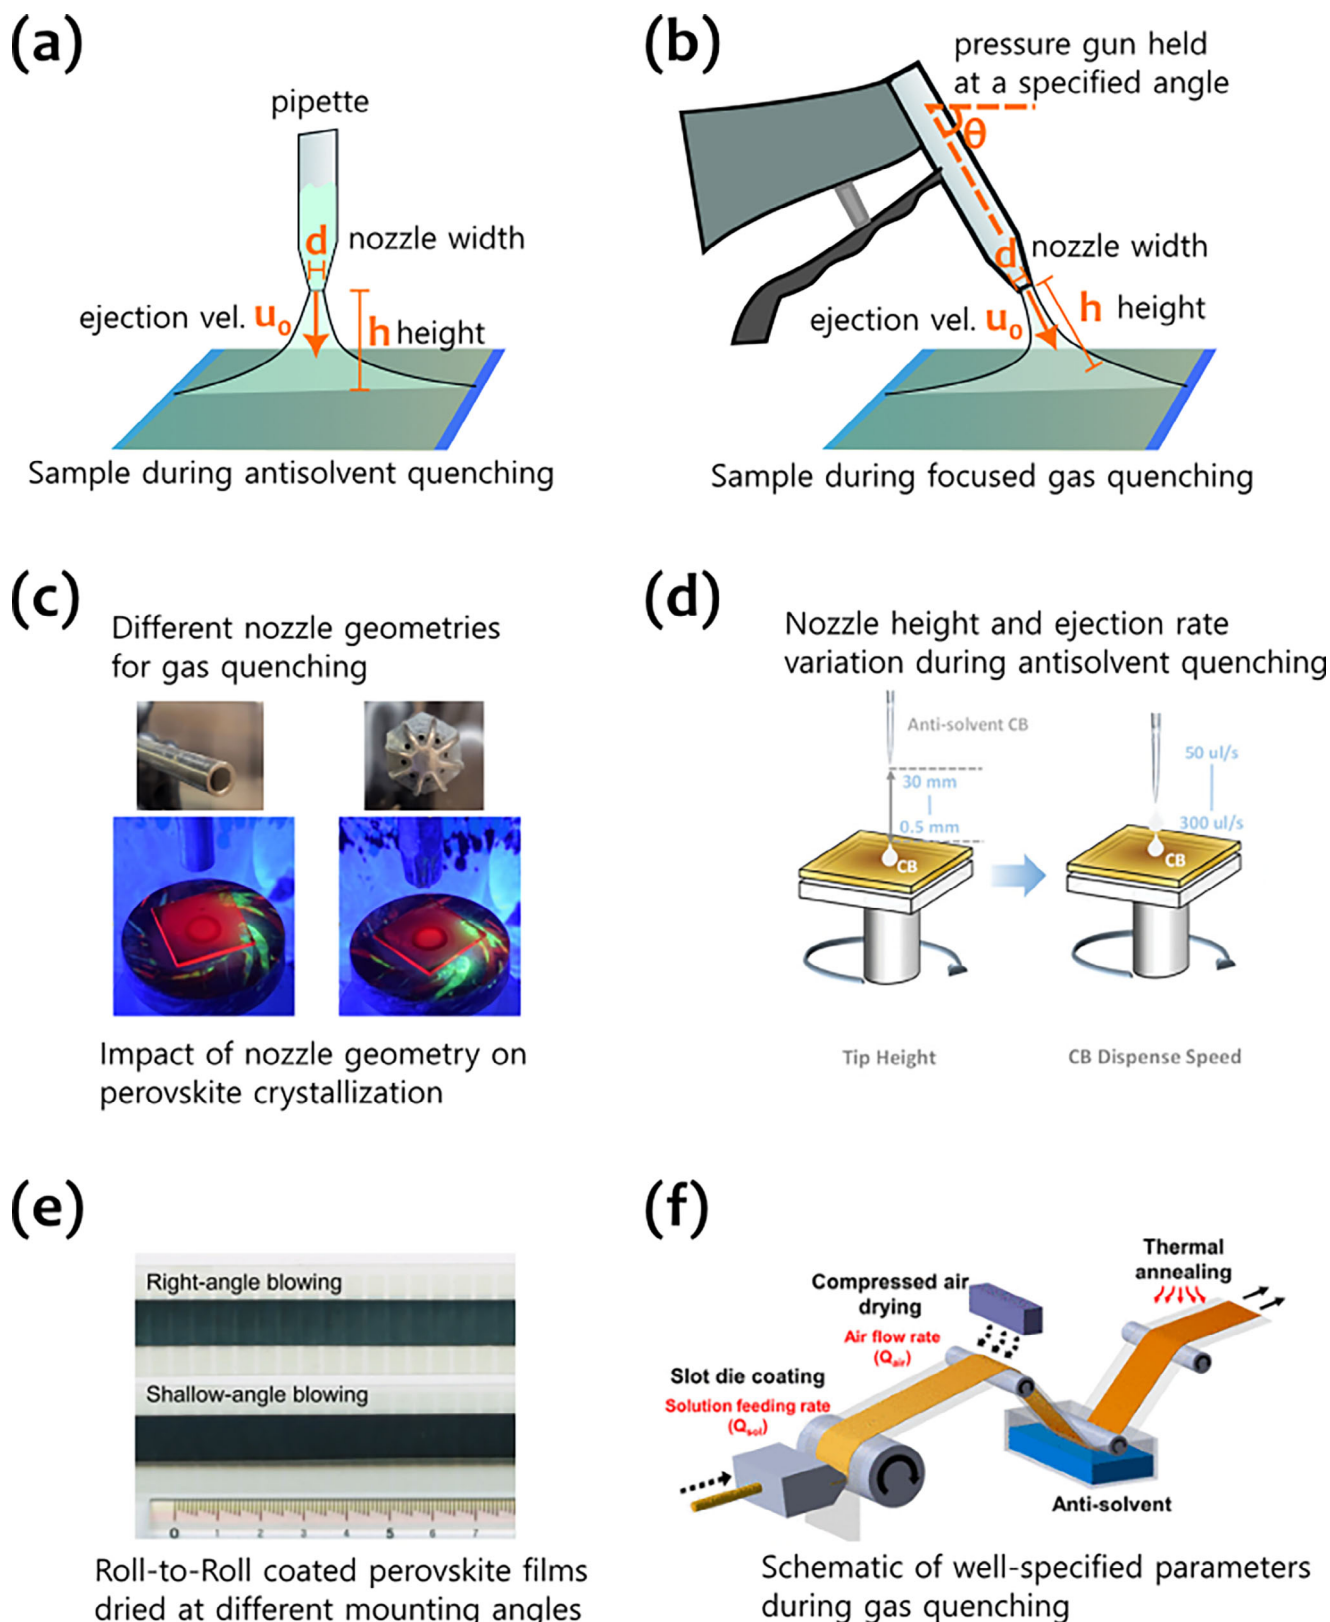 (a)
pipette
d nozzle width
ejection vel. u₀
h height
Sample during antisolvent quenching
(b)
pressure gun held
at a specified angle
θ
d nozzle width
ejection vel. u₀
h height
Sample during focused gas quenching
(c)
Different nozzle geometries
for gas quenching
Impact of nozzle geometry on
perovskite crystallization
(d)
Nozzle height and ejection rate
variation during antisolvent quenching
Anti-solvent CB
30 mm
0.5 mm
CB
Tip Height
50 ul/s
300 ul/s
CB
CB Dispense Speed
(e)
Right-angle blowing
Shallow-angle blowing
0 1 2 3 4 5 6 7
Roll-to-Roll coated perovskite films
dried at different mounting angles
(f)
Thermal
annealing
Compressed air
drying
Air flow rate
(Qair)
Slot die coating
Solution feeding rate
(Qsol)
Anti-solvent
Schematic of well-specified parameters
during gas quenching